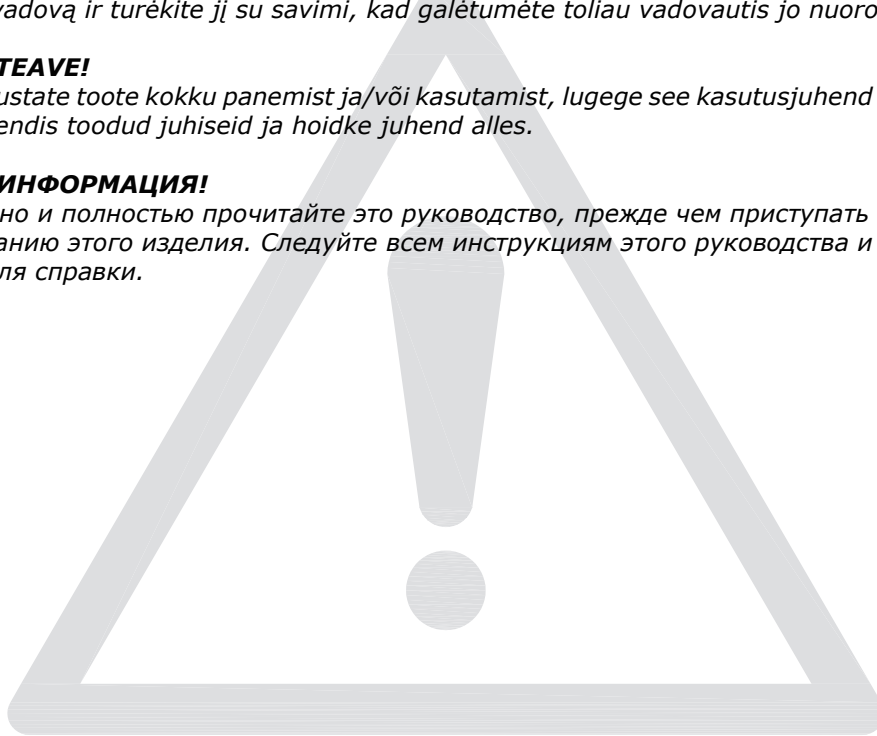 vadovą ir turėkite jį su savimi, kad galėtumėte toliau vadovautis jo nuoro
TEAVE!
ustate toote kokku panemist ja/või kasutamist, lugege see kasutusjuhend
endis toodud juhiseid ja hoidke juhend alles.
ИНФОРМАЦИЯ!
но и полностью прочитайте это руководство, прежде чем приступать
анию этого изделия. Следуйте всем инструкциям этого руководства и
ля справки.